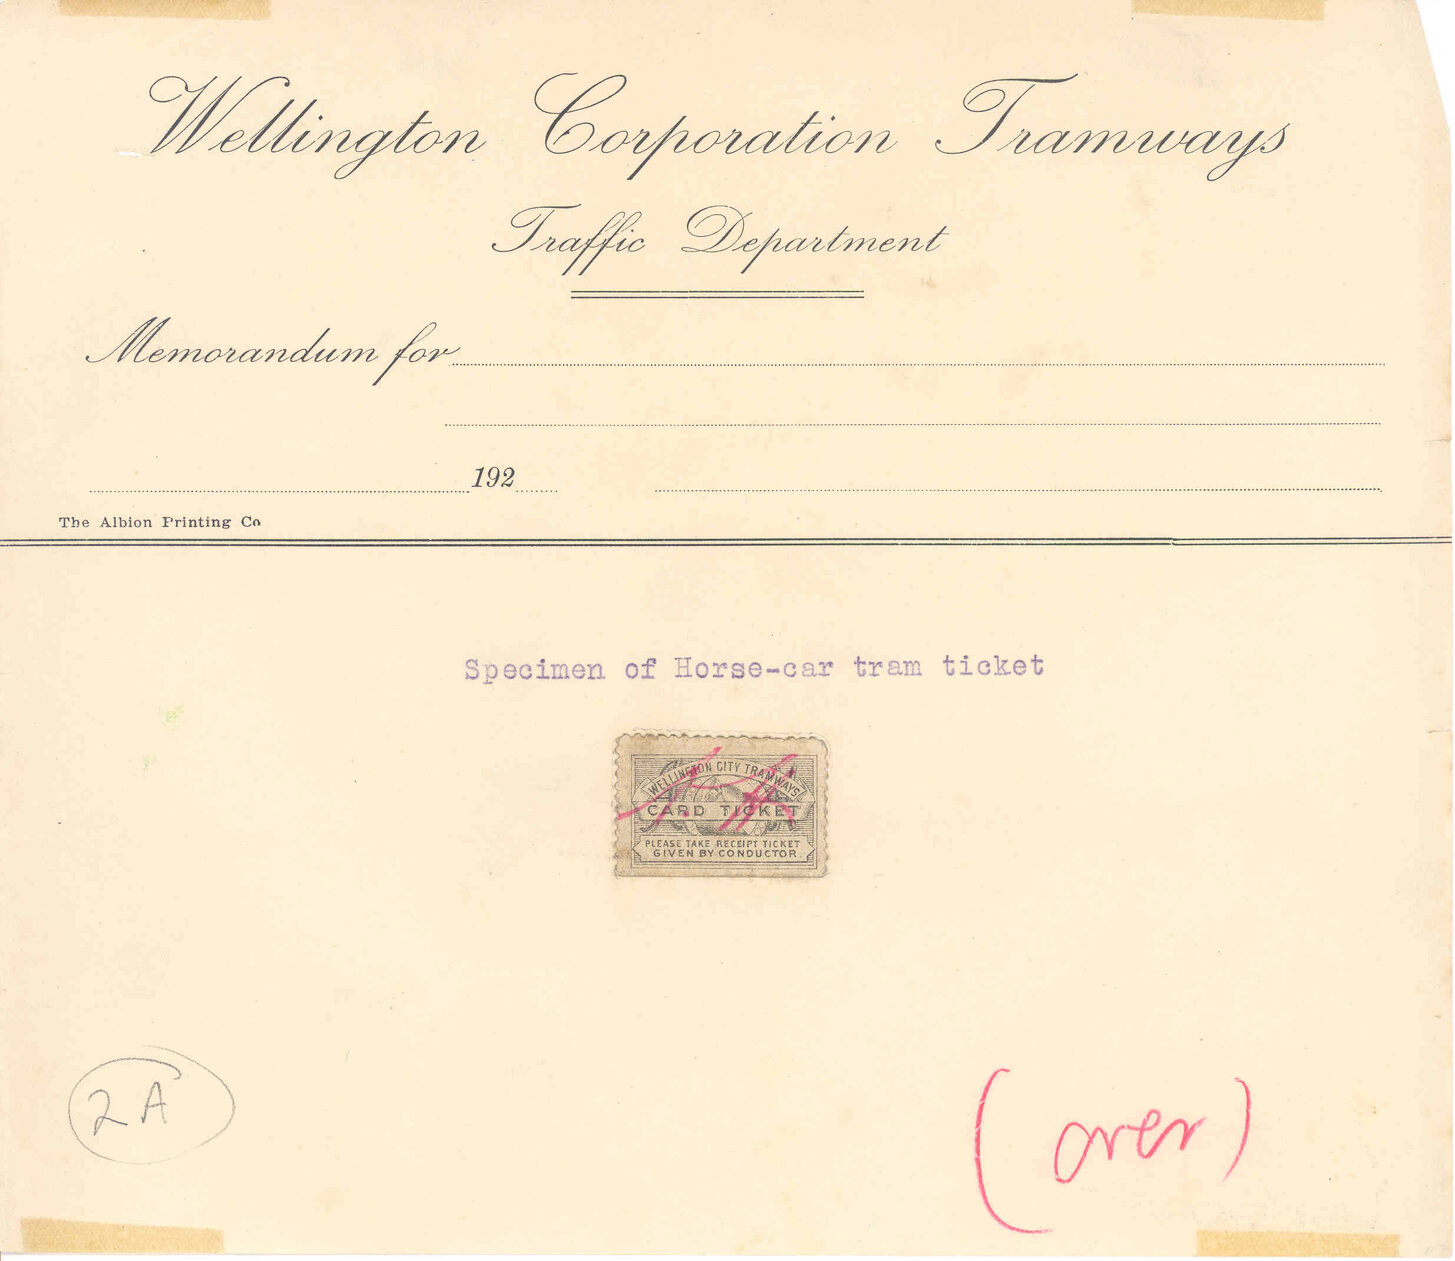 Wellington Corporation Tramways
Traffic Department
Memorandum for
192
The Albion Printing Co
Specimen of Horse-car tram ticket
WELLINGTON CITY TRAMWAYS
CARD TICKET
PLEASE TAKE RECEIPT TICKET
GIVEN BY CONDUCTOR.
2A
(over)